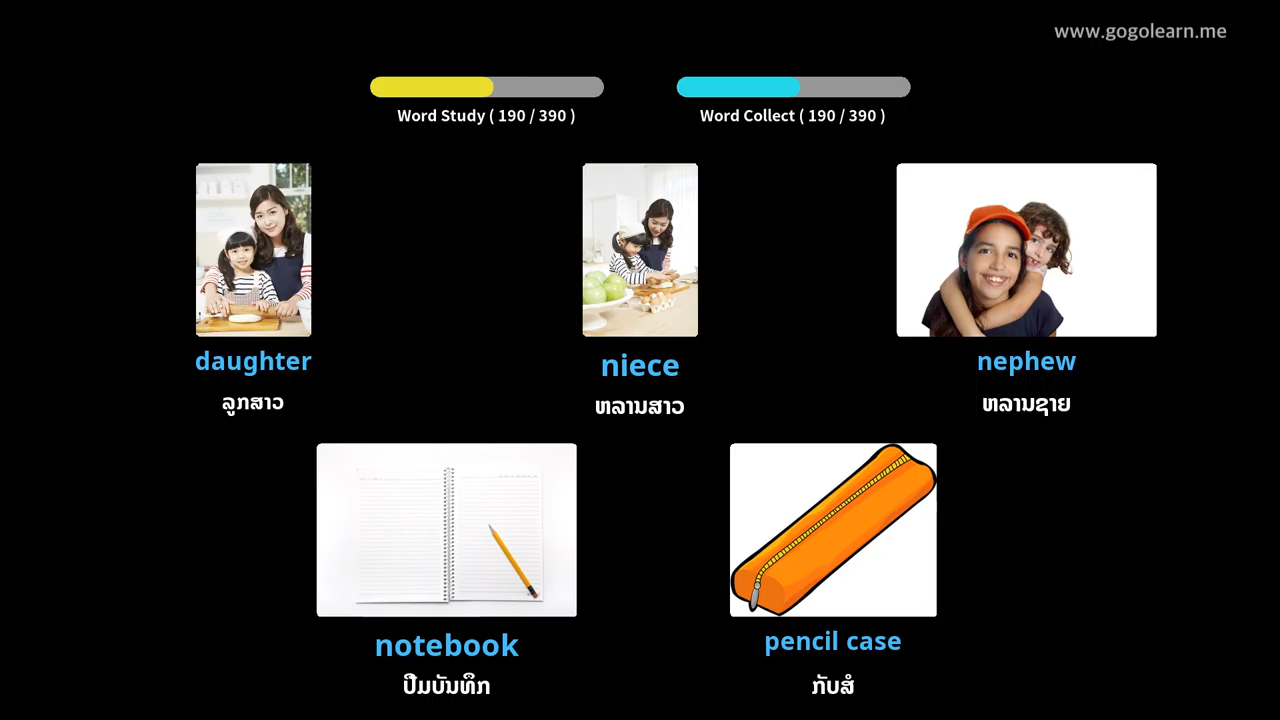 www.gogolearn.me
Word Study ( 190 / 390 )
Word Collect ( 190 / 390 )
daughter
niece
nephew
ລູກສາວ
ຫລານສາວ
ຫລານຊາຍ
notebook
pencil case
ປຶ້ມບັນທຶກ
ກັບສໍ